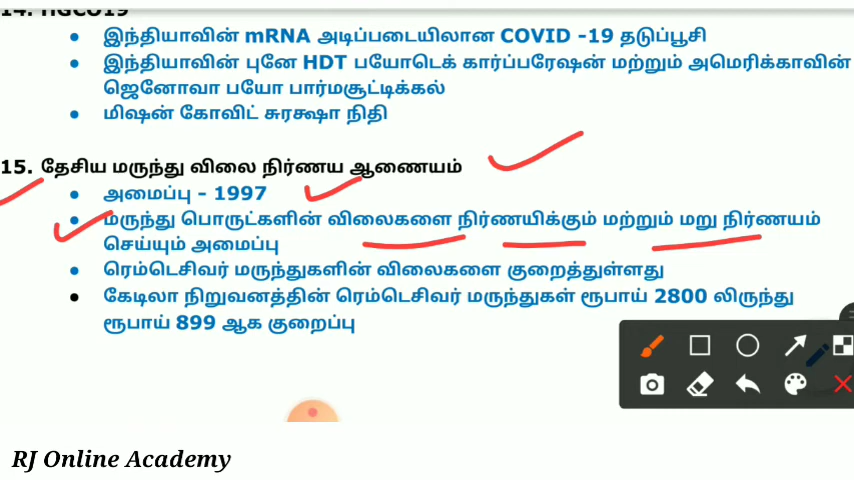 14. HGCO19
• இந்தியாவின் mRNA அடிப்படையிலான COVID -19 தடுப்பூசி
• இந்தியாவின் புனே HDT பயோடெக் கார்ப்பரேஷன் மற்றும் அமெரிக்காவின்
ஜெனோவா பயோ பார்மசூட்டிக்கல்
• மிஷன் கோவிட் சுரக்ஷா நிதி
15. தேசிய மருந்து விலை நிர்ணய ஆணையம்
• அமைப்பு – 1997
• மருந்து பொருட்களின் விலைகளை நிர்ணயிக்கும் மற்றும் மறு நிர்ணயம்
செய்யும் அமைப்பு
• ரெம்டெசிவர் மருந்துகளின் விலைகளை குறைத்துள்ளது
• கேடிலா நிறுவனத்தின் ரெம்டெசிவர் மருந்துகள் ரூபாய் 2800 லிருந்து
ரூபாய் 899 ஆக குறைப்பு
RJ Online Academy